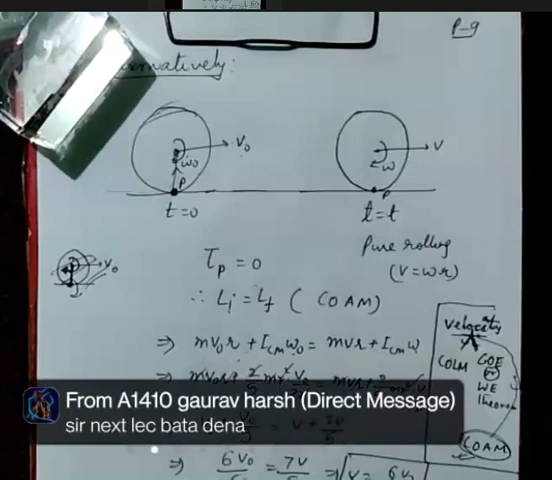 P-9
Alternatively:
V₀
ω₀
P
t=0
V
ω
P
t=t
Pure rolling
(V=ωr)
V₀
τₚ = 0
∴ Lᵢ = L_f ( COAM)
⇒ mV₀r + I_cm ω₀ = mVr + I_cm ω
Velocity
COLM
COE
WE
Theorem
COAM
From A1410 gaurav harsh (Direct Message)
sir next lec bata dena
⇒ 6V₀/5 = 7V/5 ⇒